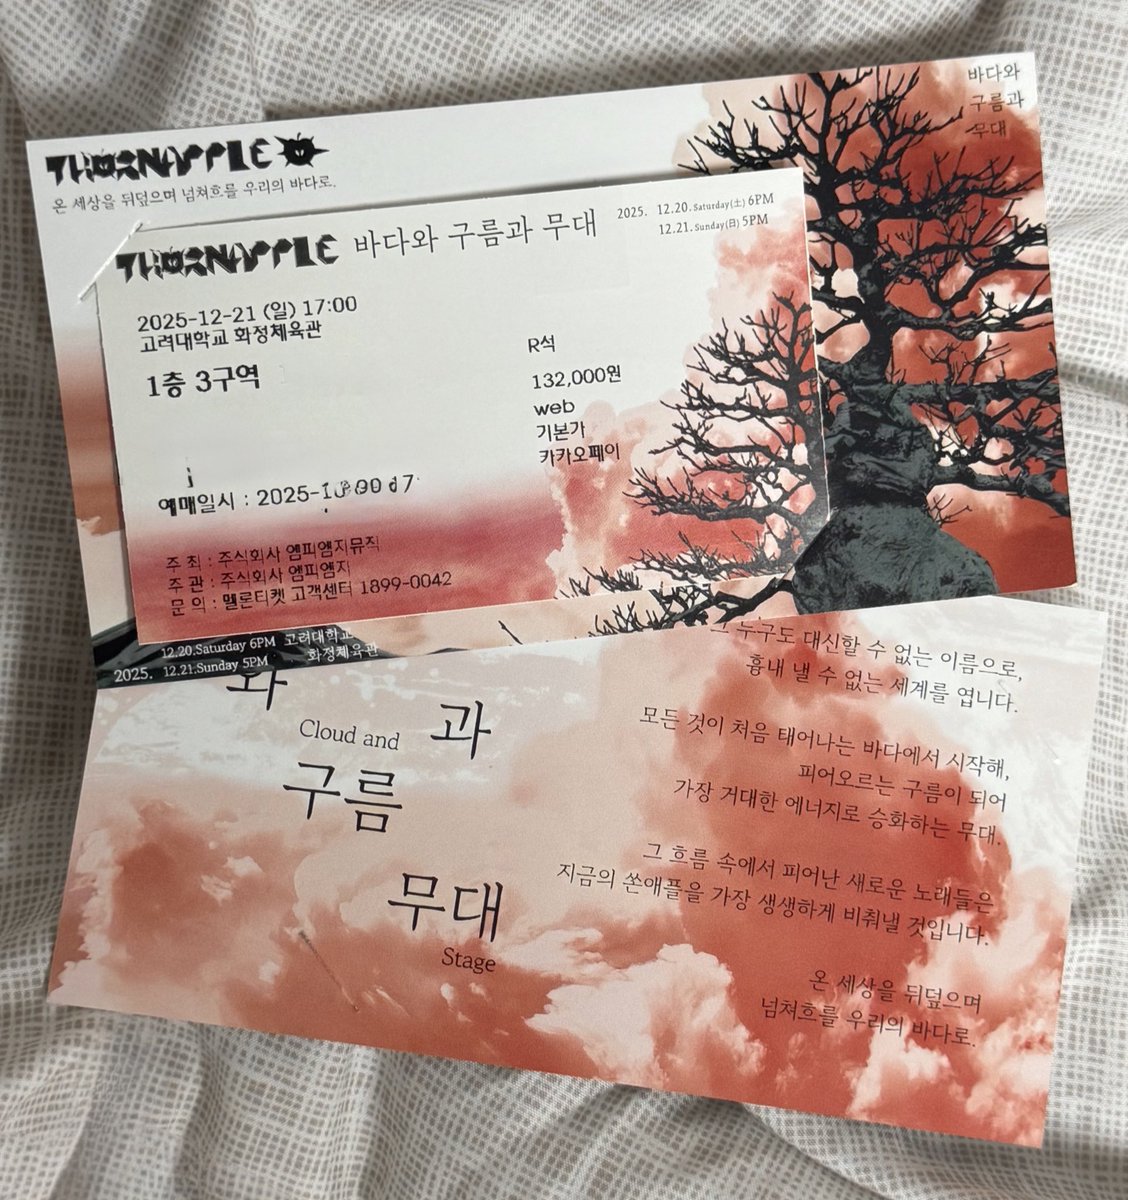 THORNAPPLE
온 세상을 뒤덮으며 넘쳐흐를 우리의 바다로.
바다와
구름과
무대
THORNAPPLE 바다와 구름과 무대
2025. 12.20.Saturday(土) 6PM
12.21.Sunday(日) 5PM
2025-12-21 (일) 17:00
고려대학교 화정체육관
1층 3구역
R석
132,000원
web
기본가
카카오페이
예매일시 : 2025-
주 최 : 주식회사 엠피엠지뮤직
주 관 : 주식회사 엠피엠지
문 의 : 멜론티켓 고객센터 1899-0042
2025. 12.20.Saturday 6PM 고려대학교
12.21.Sunday 5PM 화정체육관
와
Cloud and 과
구름
무대
Stage
그 누구도 대신할 수 없는 이름으로,
흉내 낼 수 없는 세계를 엽니다.
모든 것이 처음 태어나는 바다에서 시작해,
피어오르는 구름이 되어
가장 거대한 에너지로 승화하는 무대.
그 흐름 속에서 피어난 새로운 노래들은
지금의 쏜애플을 가장 생생하게 비춰낼 것입니다.
온 세상을 뒤덮으며
넘쳐흐를 우리의 바다로.